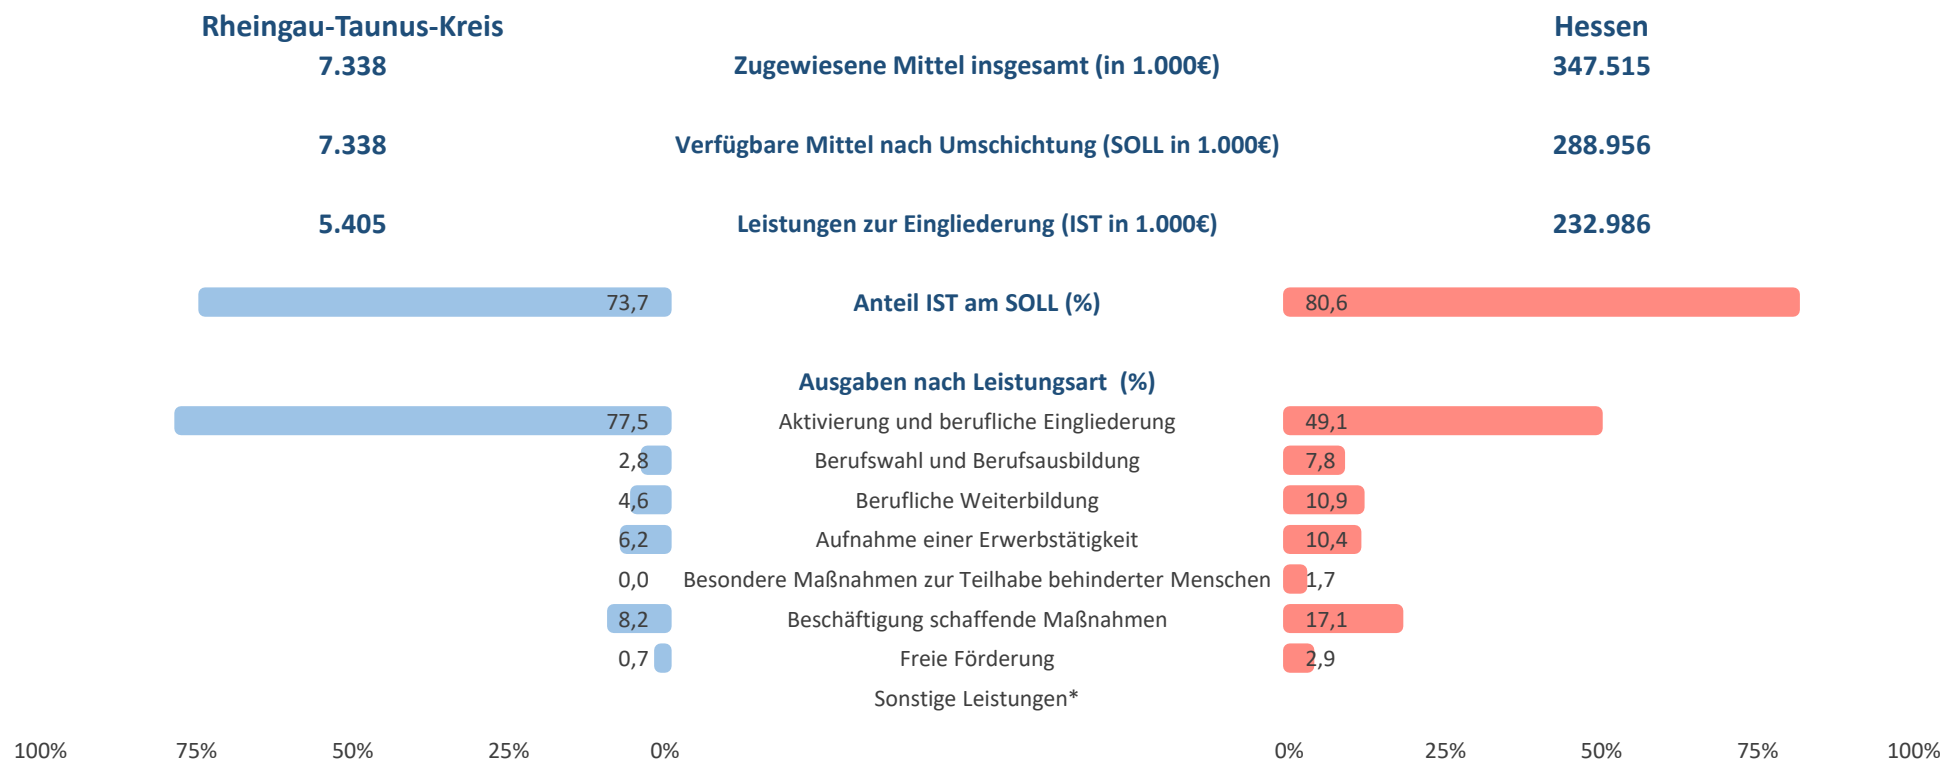 Rheingau-Taunus-Kreis Hessen
7.338 Zugewiesene Mittel insgesamt (in 1.000€) 347.515
7.338 Verfügbare Mittel nach Umschichtung (SOLL in 1.000€) 288.956
5.405 Leistungen zur Eingliederung (IST in 1.000€) 232.986
73,7 Anteil IST am SOLL (%) 80,6
Ausgaben nach Leistungsart (%)
77,5 Aktivierung und berufliche Eingliederung 49,1
2,8 Berufswahl und Berufsausbildung 7,8
4,6 Berufliche Weiterbildung 10,9
6,2 Aufnahme einer Erwerbstätigkeit 10,4
0,0 Besondere Maßnahmen zur Teilhabe behinderter Menschen 1,7
8,2 Beschäftigung schaffende Maßnahmen 17,1
0,7 Freie Förderung 2,9
Sonstige Leistungen*
100% 75% 50% 25% 0% 0% 25% 50% 75% 100%